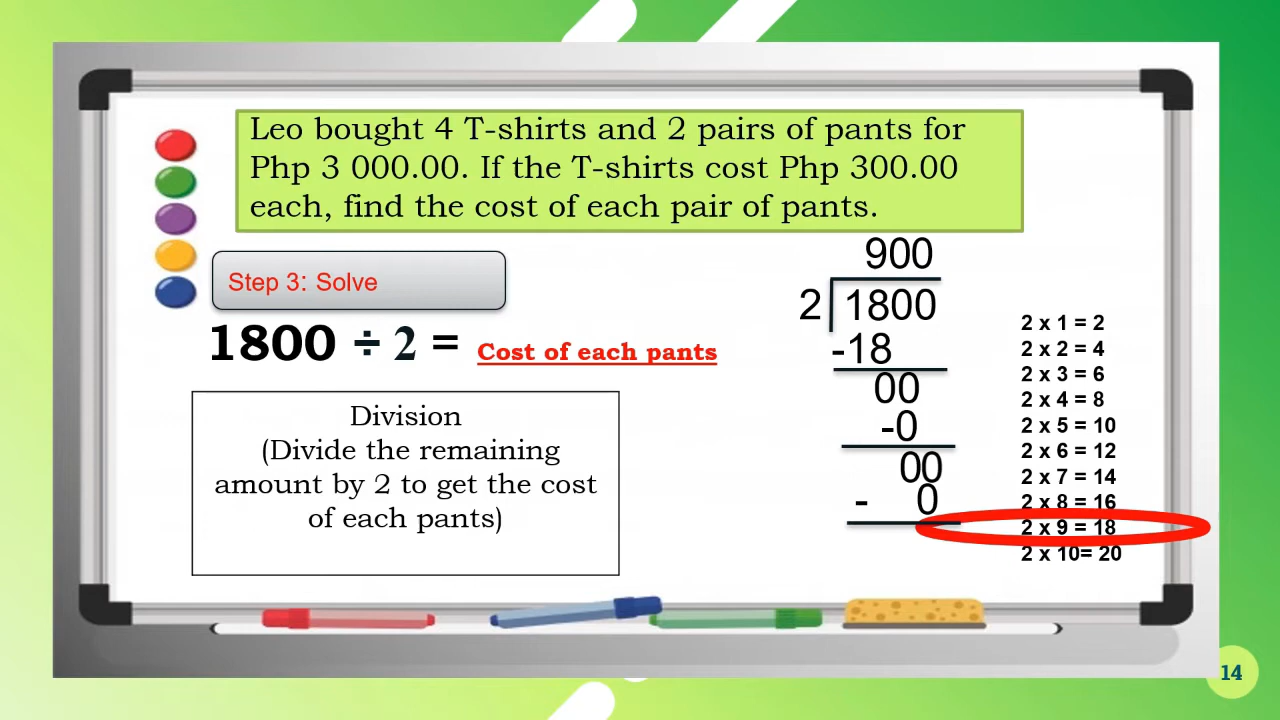 Leo bought 4 T-shirts and 2 pairs of pants for
Php 3 000.00. If the T-shirts cost Php 300.00
each, find the cost of each pair of pants.
Step 3: Solve
1800 ÷ 2 = Cost of each pants
Division
(Divide the remaining
amount by 2 to get the cost
of each pants)
900
2 1800
-18
00
-0
00
- 0
2 x 1 = 2
2 x 2 = 4
2 x 3 = 6
2 x 4 = 8
2 x 5 = 10
2 x 6 = 12
2 x 7 = 14
2 x 8 = 16
2 x 9 = 18
2 x 10= 20
14